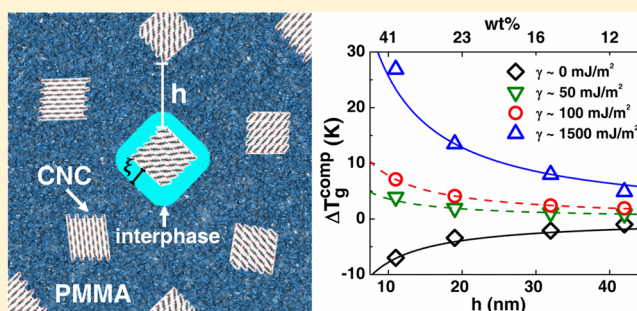 h
ξ
CNC
interphase
PMMA
wt%
41 23 16 12
30
20
10
0
-10
ΔT_g^comp (K)
γ ~ 0 mJ/m²
γ ~ 50 mJ/m²
γ ~ 100 mJ/m²
γ ~ 1500 mJ/m²
10 20 30 40
h (nm)